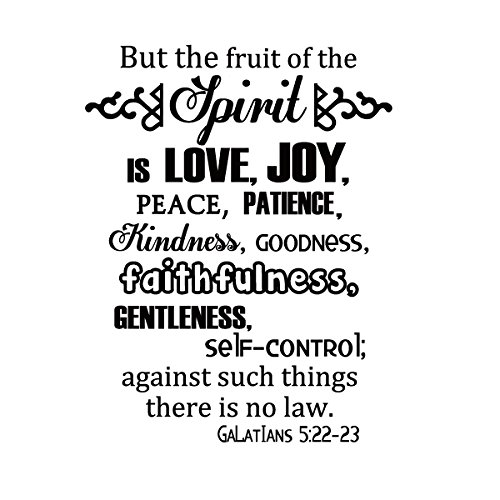 But the fruit of the
Spirit
IS LOVE, JOY,
PEACE, PATIENCE,
Kindness, GOODNESS,
faithfulness,
GENTLENESS,
SElF-CONTROl;
against such things
there is no law.
GALATIANS 5:22-23